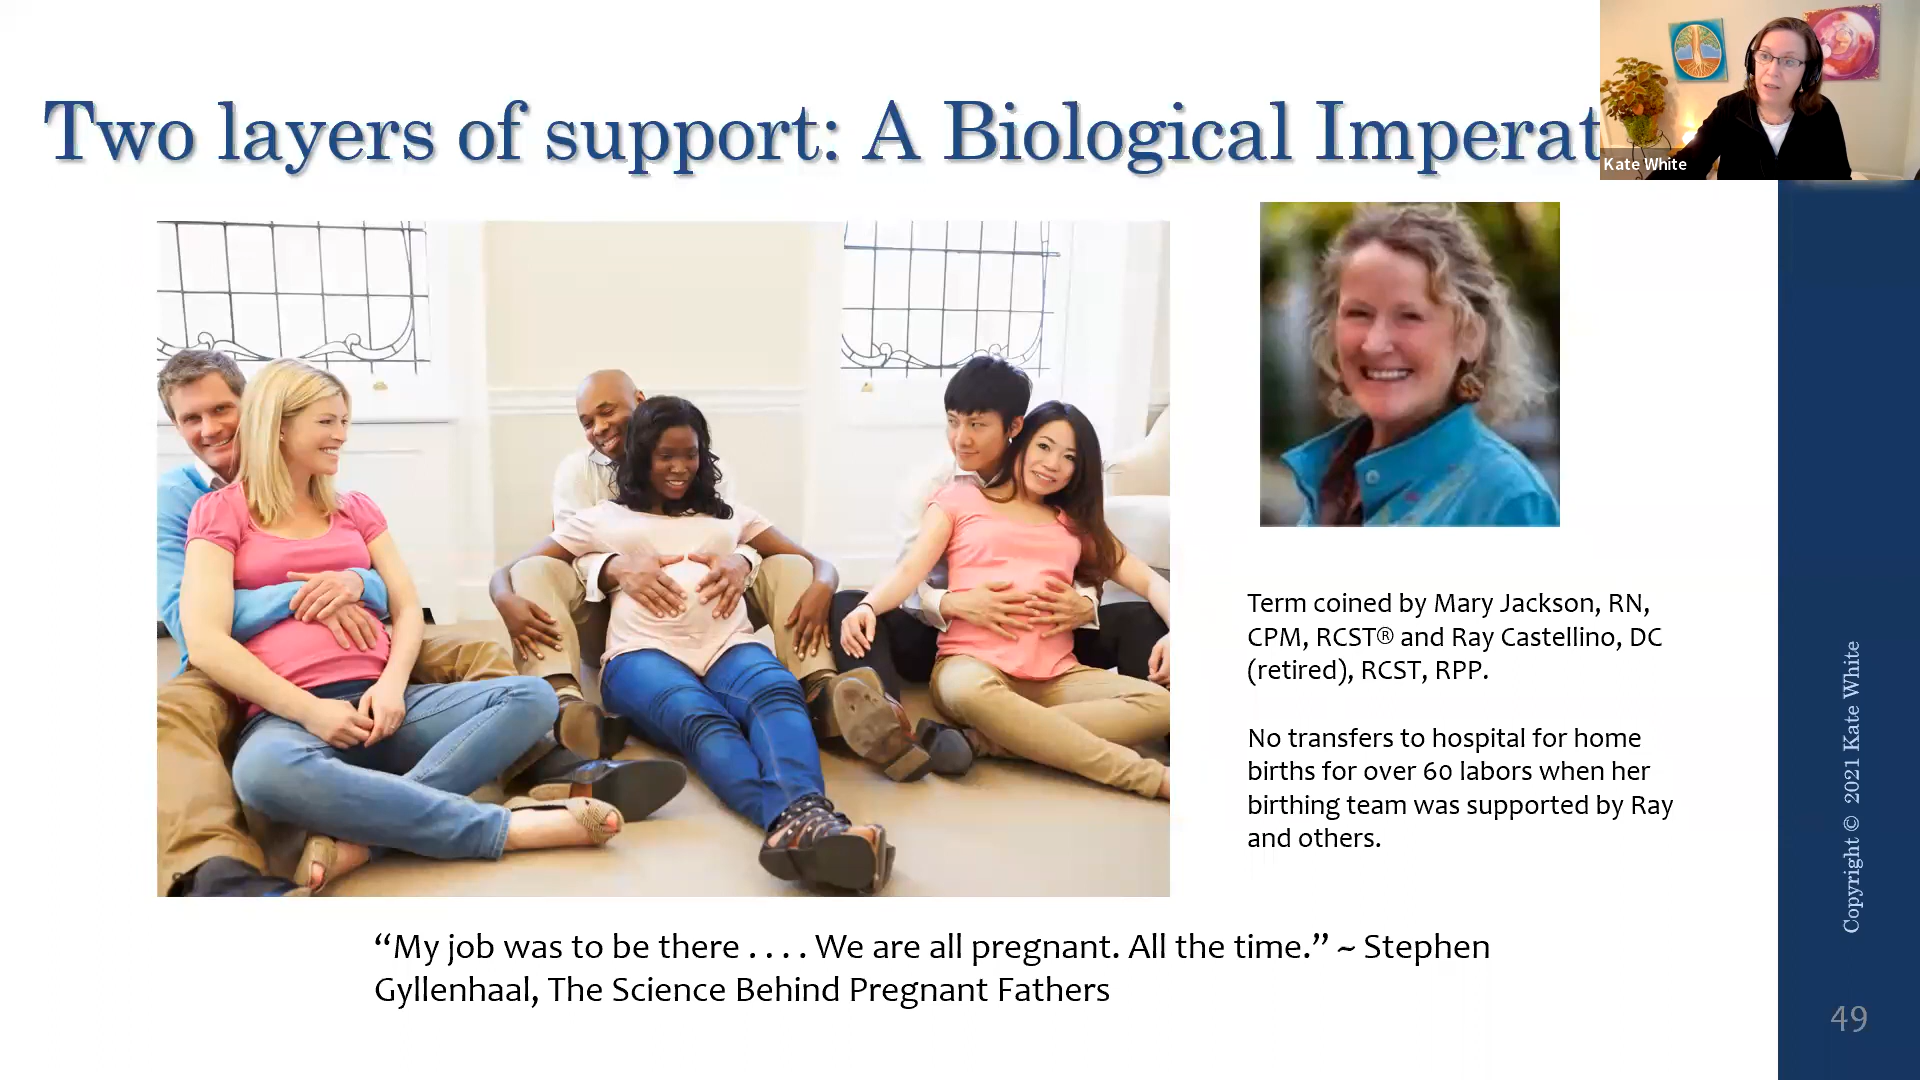 Two layers of support: A Biological Imperat
Kate White
Term coined by Mary Jackson, RN,
CPM, RCST® and Ray Castellino, DC
(retired), RCST, RPP.
No transfers to hospital for home
births for over 60 labors when her
birthing team was supported by Ray
and others.
“My job was to be there . . . . We are all pregnant. All the time.” ~ Stephen
Gyllenhaal, The Science Behind Pregnant Fathers
Copyright © 2021 Kate White
49